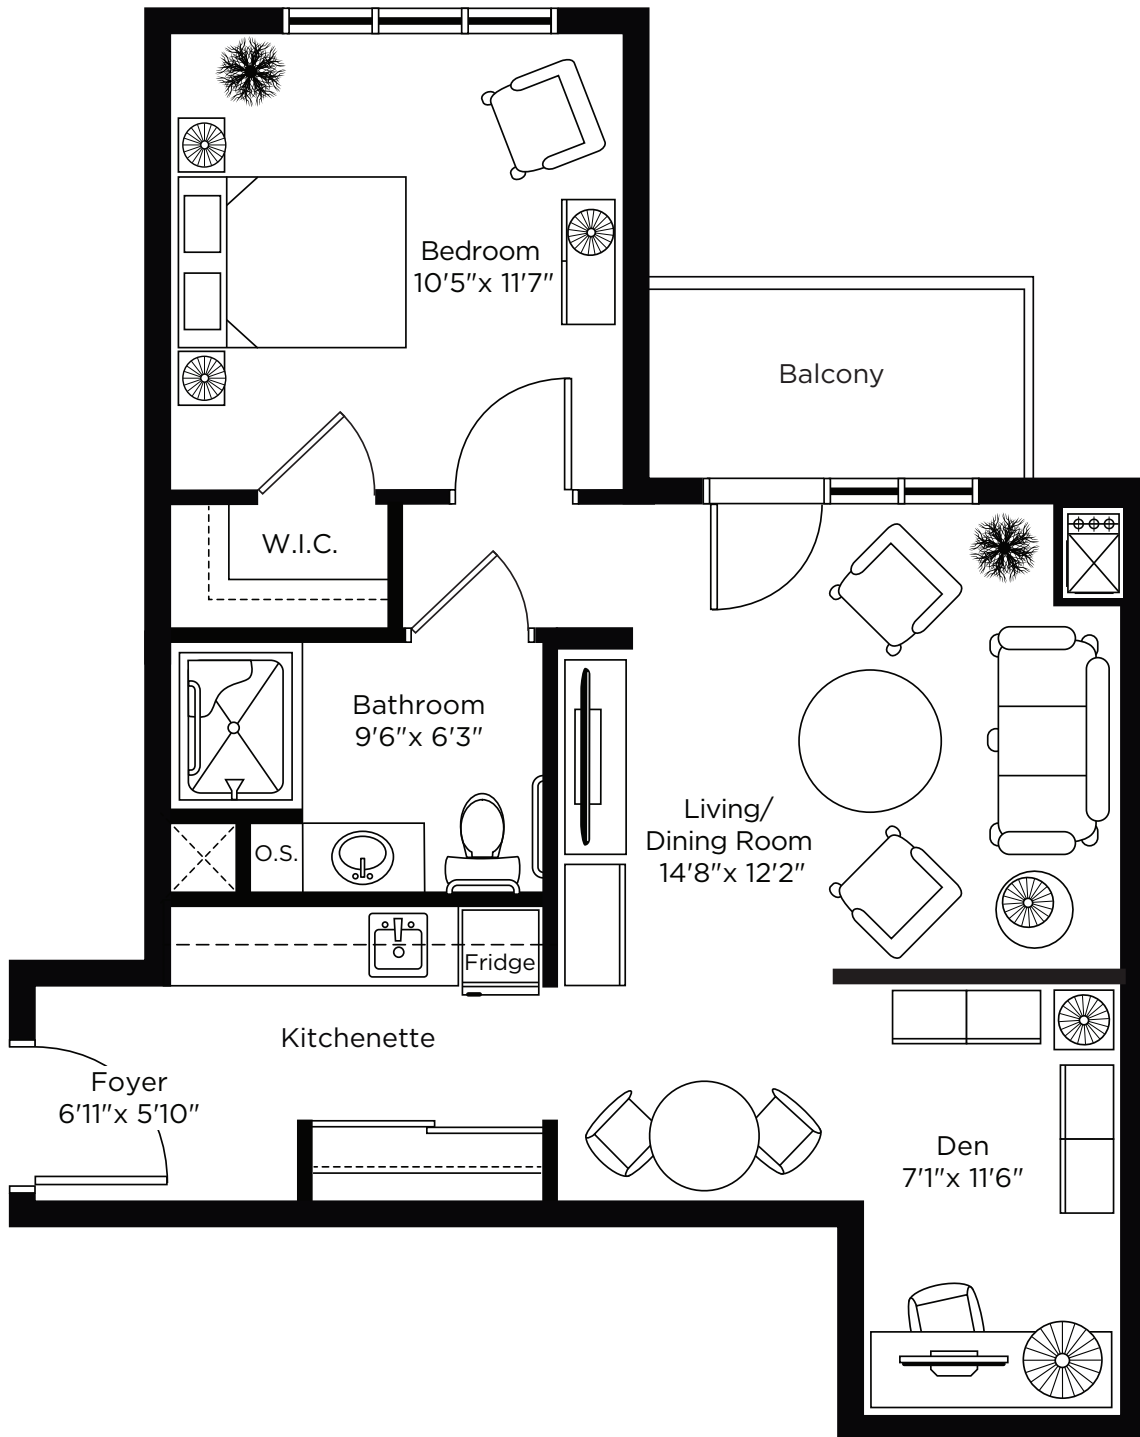 Bedroom
10'5"x 11'7"
Balcony
W.I.C.
Bathroom
9'6"x 6'3"
Living/
Dining Room
14'8"x 12'2"
O.S.
Fridge
Kitchenette
Foyer
6'11"x 5'10"
Den
7'1"x 11'6"